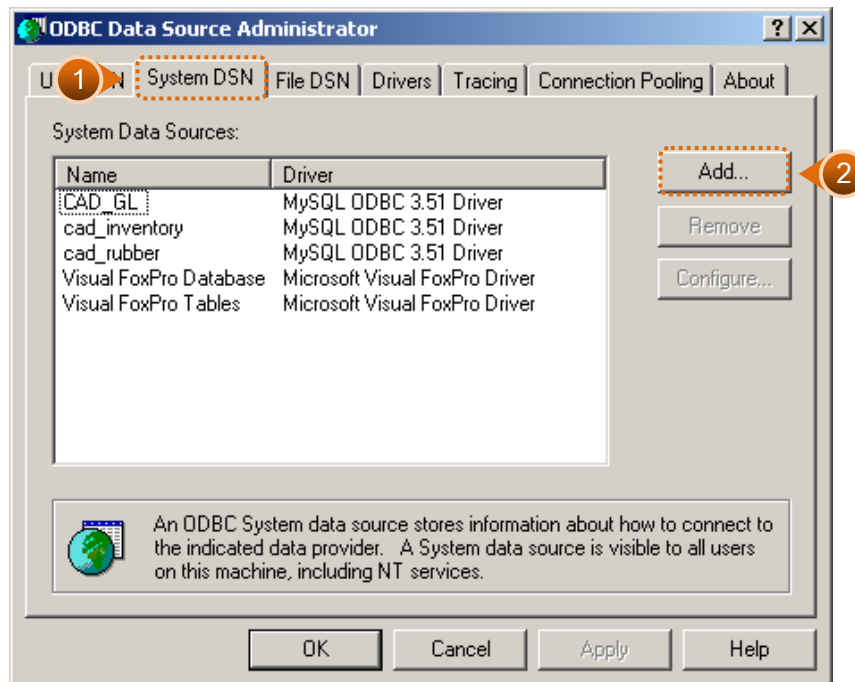 ODBC Data Source Administrator
1
System DSN File DSN Drivers Tracing Connection Pooling About
System Data Sources:
Name Driver
CAD_GL MySQL ODBC 3.51 Driver
cad_inventory MySQL ODBC 3.51 Driver
cad_rubber MySQL ODBC 3.51 Driver
Visual FoxPro Database Microsoft Visual FoxPro Driver
Visual FoxPro Tables Microsoft Visual FoxPro Driver
Add...
2
Remove
Configure...
An ODBC System data source stores information about how to connect to
the indicated data provider. A System data source is visible to all users
on this machine, including NT services.
OK Cancel Apply Help